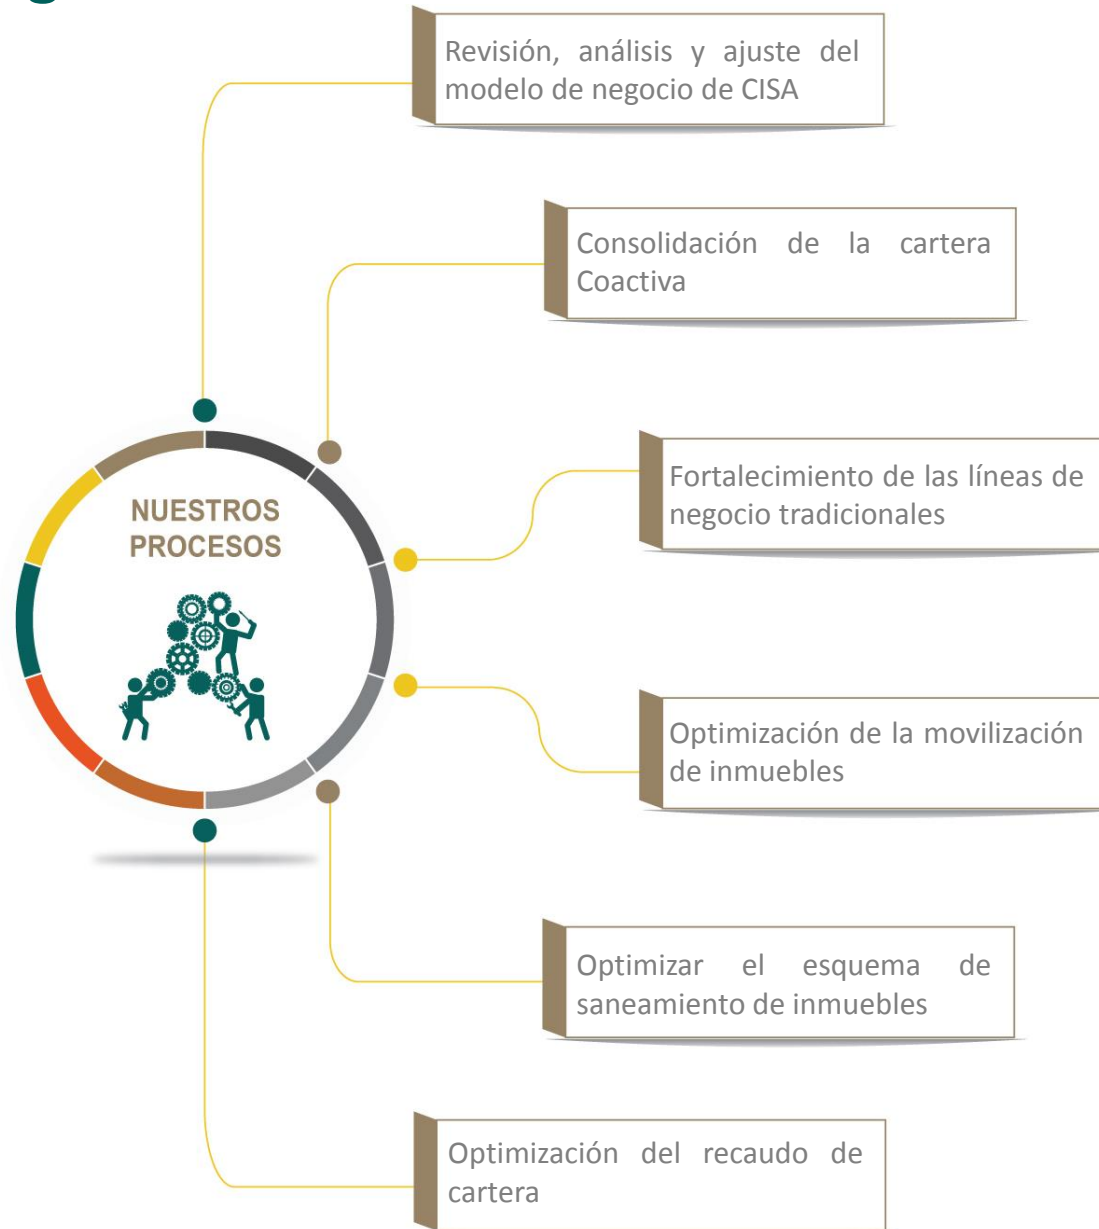 Revisión, análisis y ajuste del
modelo de negocio de CISA
Consolidación de la cartera
Coactiva
Fortalecimiento de las líneas de
negocio tradicionales
NUESTROS
PROCESOS
Optimización de la movilización
de inmuebles
Optimizar el esquema de
saneamiento de inmuebles
Optimización del recaudo de
cartera